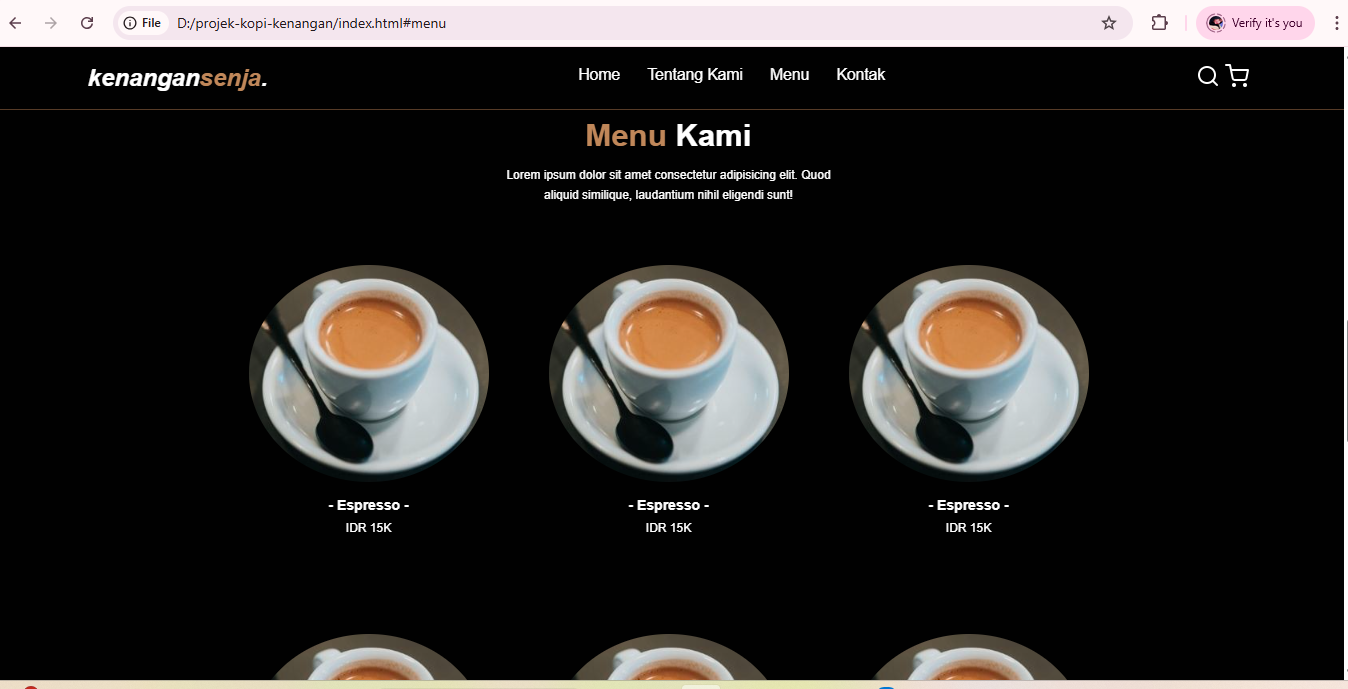 File D:/projek-kopi-kenangan/index.html#menu Verify it's you
kenangansenja. Home Tentang Kami Menu Kontak
Menu Kami
Lorem ipsum dolor sit amet consectetur adipisicing elit. Quod
aliquid similique, laudantium nihil eligendi sunt!
- Espresso - - Espresso - - Espresso -
IDR 15K IDR 15K IDR 15K